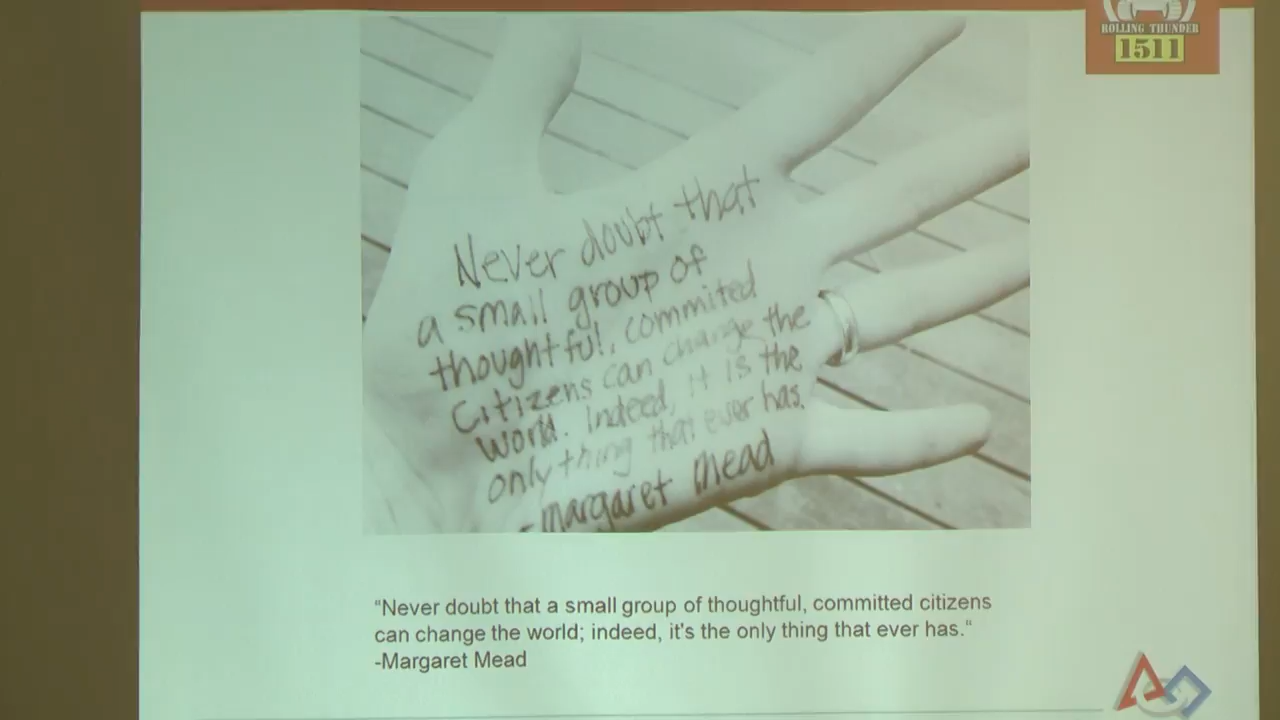 ROLLING THUNDER
1511
Never doubt that
a small group of
thoughtful, commited
Citizens can change the
world. Indeed, it is the
only thing that ever has.
-Margaret Mead
"Never doubt that a small group of thoughtful, committed citizens
can change the world; indeed, it's the only thing that ever has."
-Margaret Mead